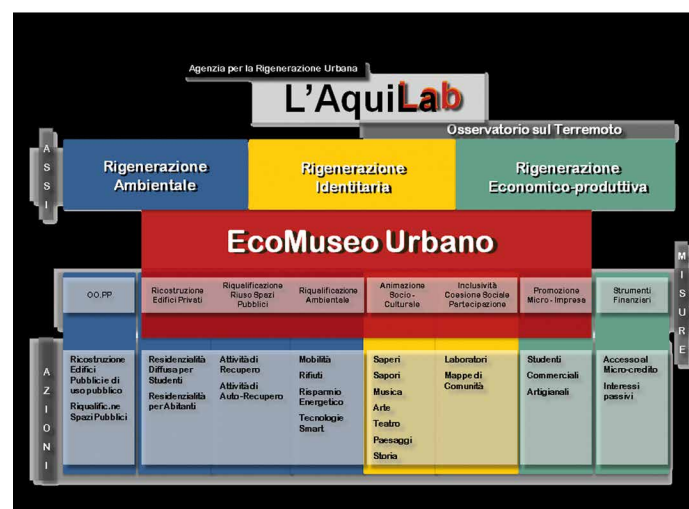 Agenzia per la Rigenerazione Urbana
L'AquiLab
Osservatorio sul Terremoto
ASSI
Rigenerazione
Ambientale
Rigenerazione
Identitaria
Rigenerazione
Economico-produttiva
EcoMuseo Urbano
MISURE
OO.PP.
Ricostruzione
Edifici Privati
Riqualificazione
Riuso Spazi
Pubblici
Riqualificazione
Ambientale
Animazione
Socio-
Culturale
Inclusività
Coesione Sociale
Partecipazione
Promozione
Micro-Impresa
Strumenti
Finanziari
AZIONI
Ricostruzione
Edifici
Pubblici e di
uso pubblico
Riqualific.ne
Spazi Pubblici
Residenzialità
Diffusa per
Studenti
Residenzialità
per Abitanti
Attività di
Recupero
Attività di
Auto-Recupero
Mobilità
Rifiuti
Risparmio
Energetico
Tecnologie
Smart
Saperi
Sapori
Musica
Arte
Teatro
Paesaggi
Storia
Laboratori
Mappe di
Comunità
Studenti
Commerciali
Artigianali
Accesso al
Micro-credito
Interessi
passivi